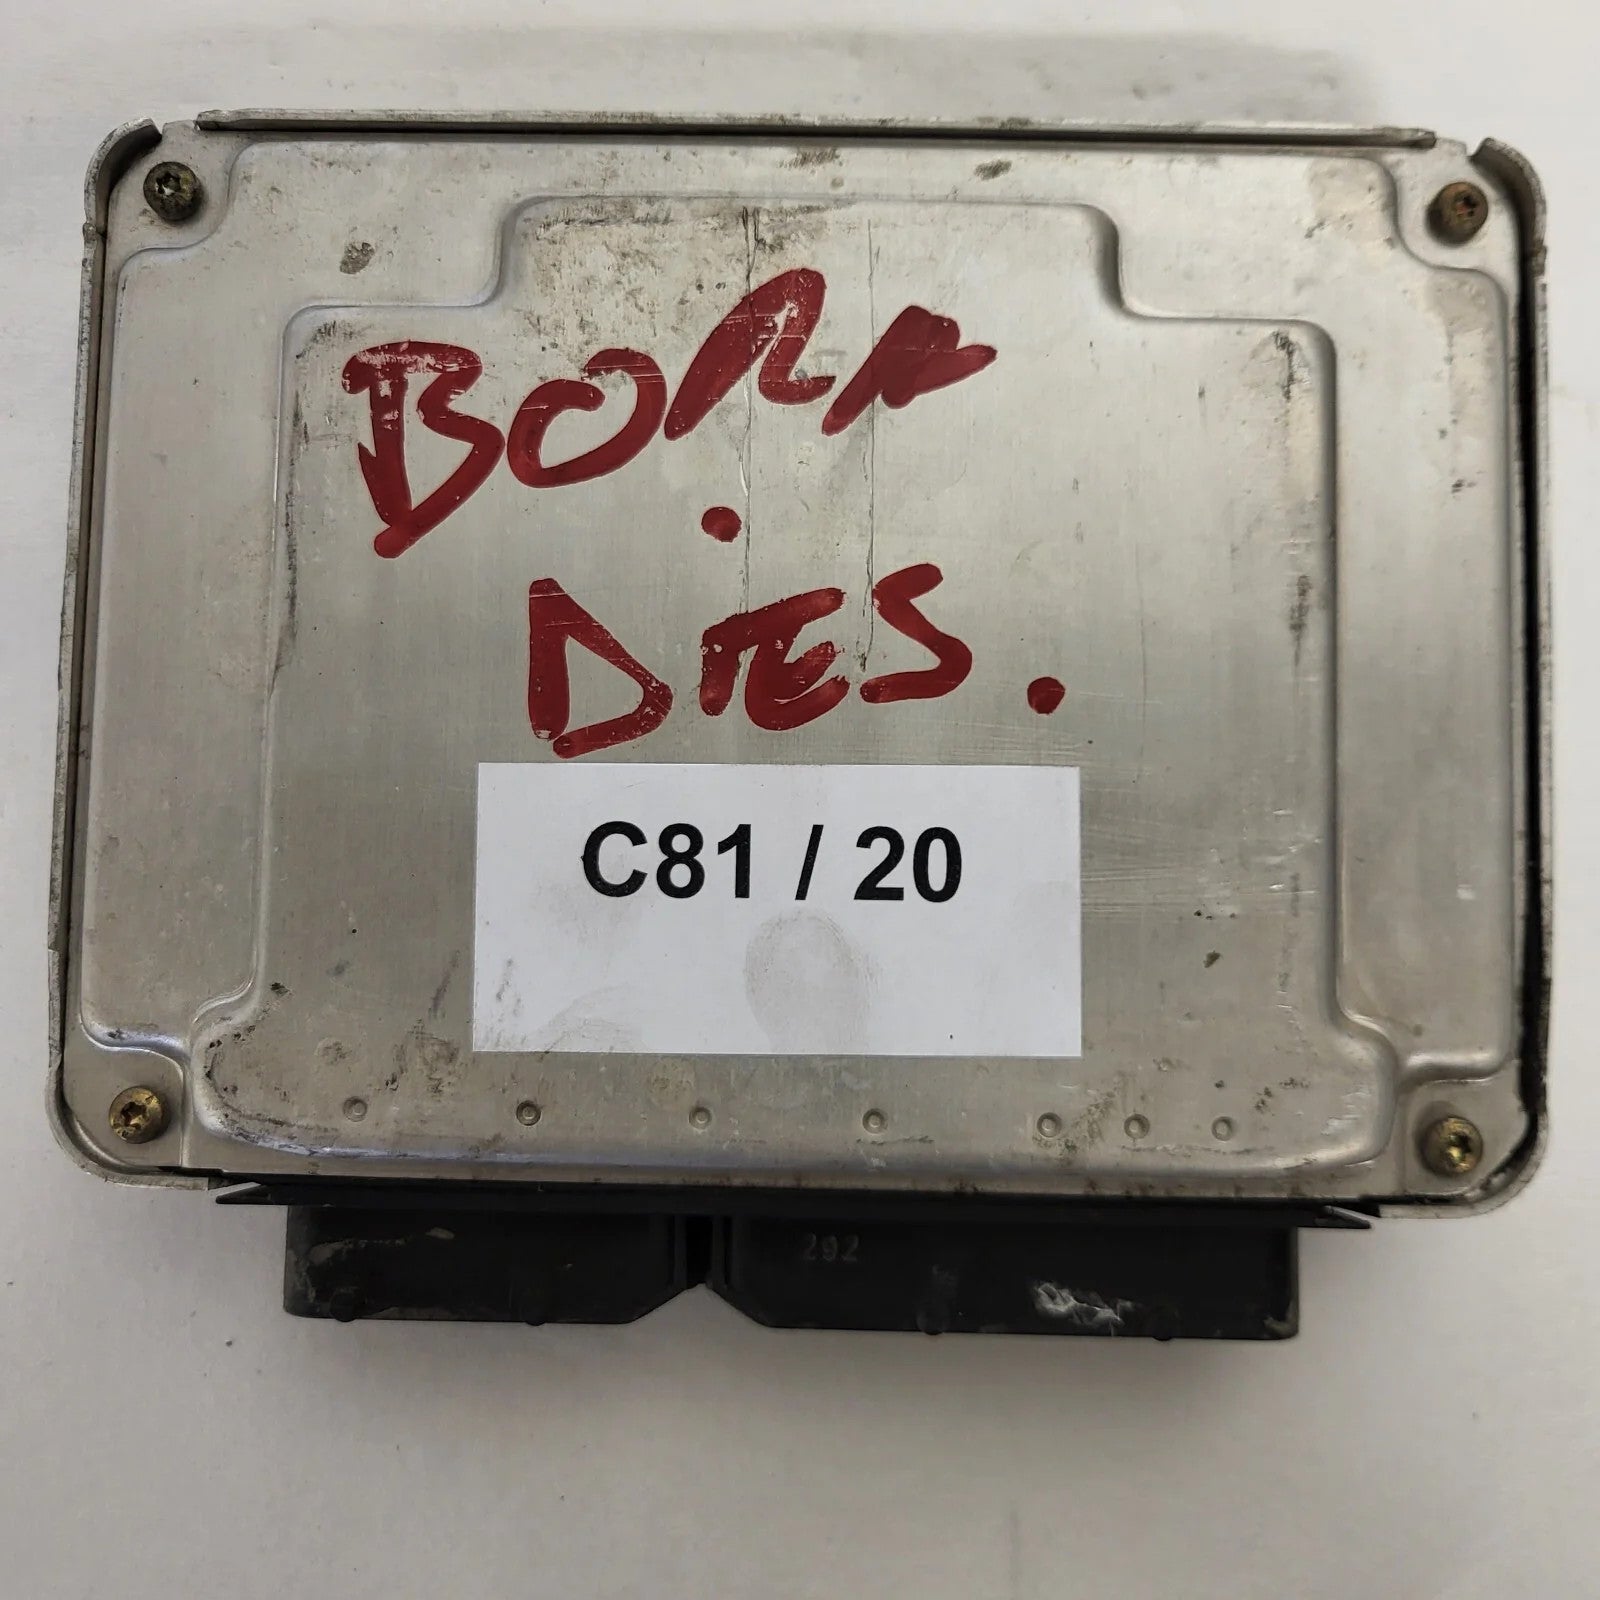 BORA
DIES.
C81 / 20
292